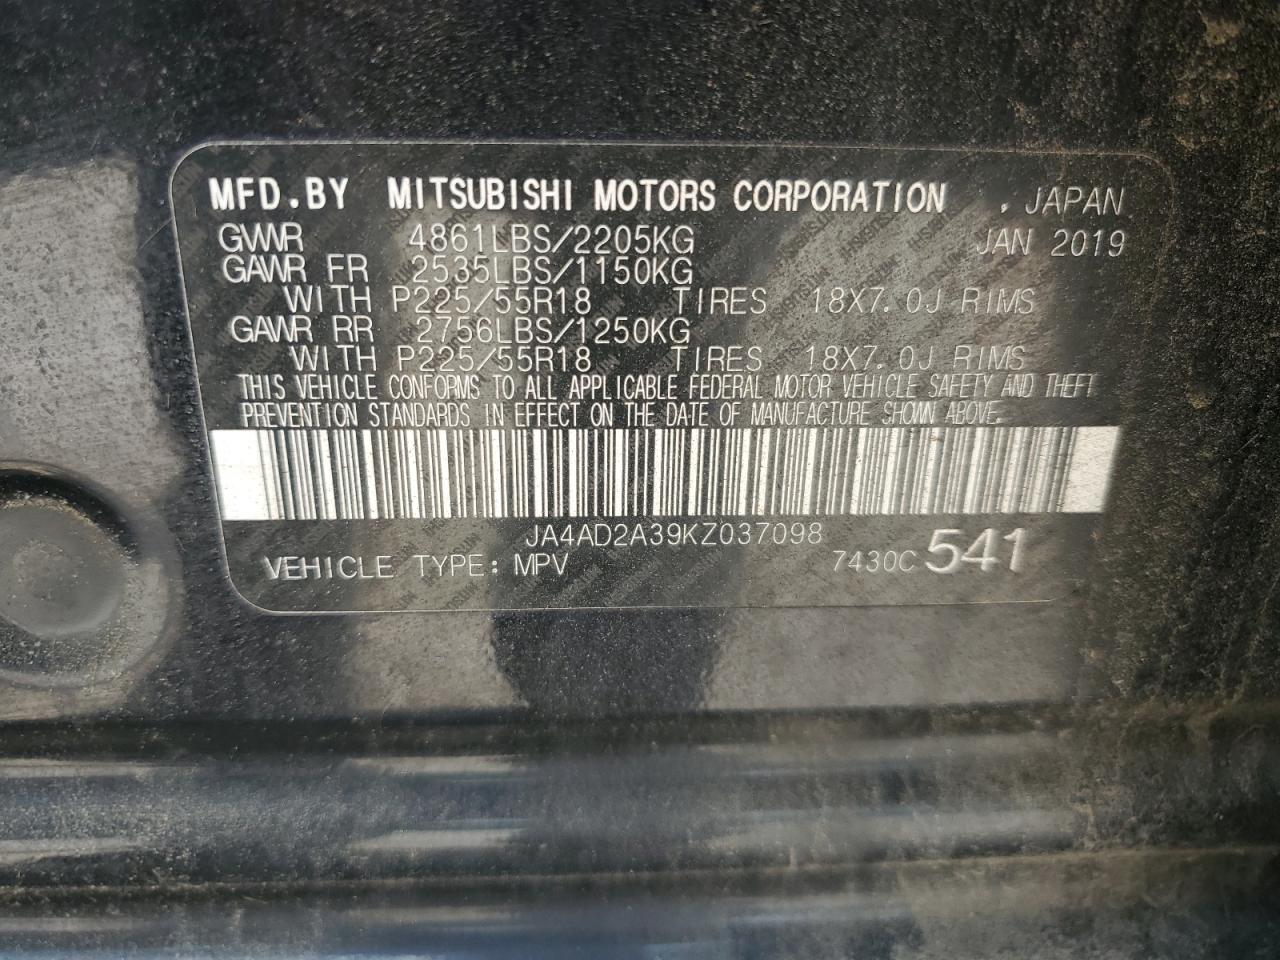 MFD.BY MITSUBISHI MOTORS CORPORATION , JAPAN
GVWR 4861LBS/2205KG JAN 2019
GAWR FR 2535LBS/1150KG
WITH P225/55R18 TIRES 18X7.0J RIMS
GAWR RR 2756LBS/1250KG
WITH P225/55R18 TIRES 18X7.0J RIMS
THIS VEHICLE CONFORMS TO ALL APPLICABLE FEDERAL MOTOR VEHICLE SAFETY AND THEFT
PREVENTION STANDARDS IN EFFECT ON THE DATE OF MANUFACTURE SHOWN ABOVE.
JA4AD2A39KZ037098
VEHICLE TYPE: MPV 7430C 541